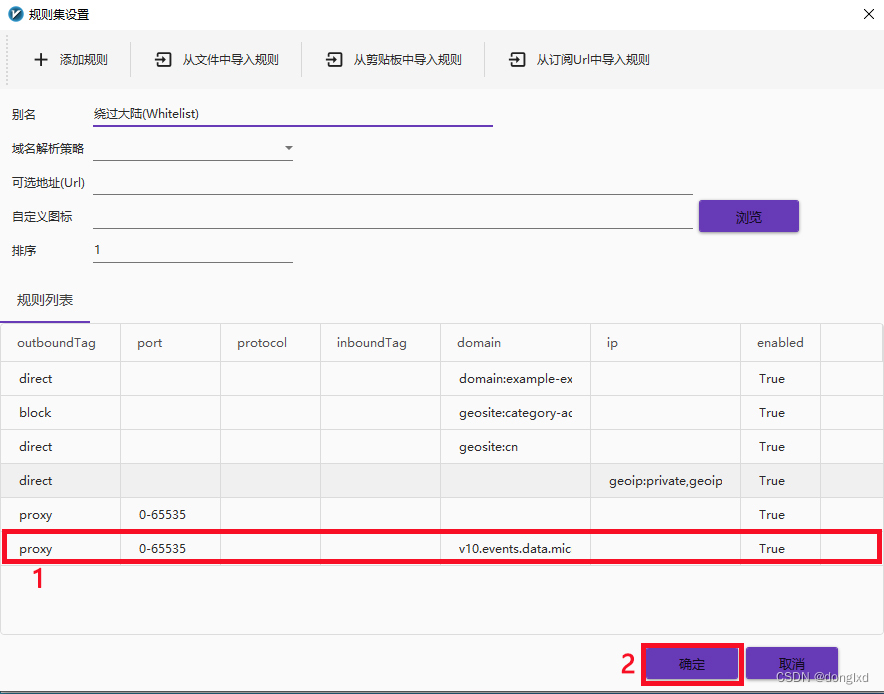 规则集设置
添加规则 从文件中导入规则 从剪贴板中导入规则 从订阅Url中导入规则
别名 绕过大陆(Whitelist)
域名解析策略
可选地址(Url)
自定义图标 浏览
排序 1
规则列表
outboundTag port protocol inboundTag domain ip enabled
direct domain:example-ex True
block geosite:category-ac True
direct geosite:cn True
direct geoip:private,geoip True
proxy 0-65535 True
proxy 0-65535 v10.events.data.mic True
1
2 确定 取消
CSDN @donglxd